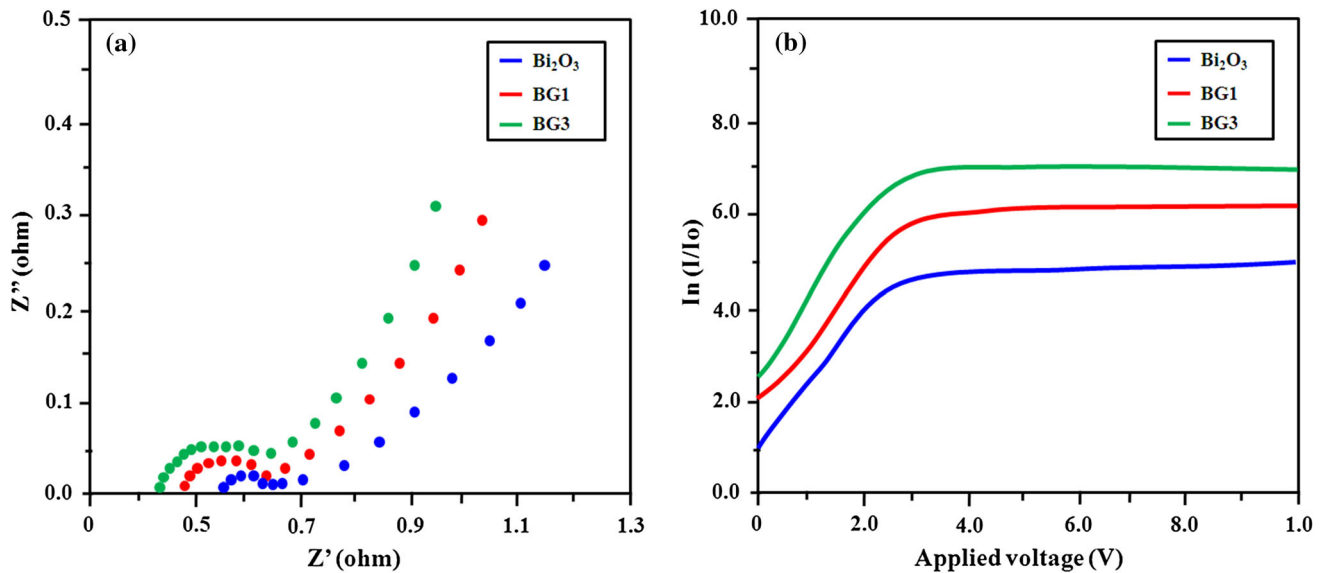 (a)
Bi₂O₃
BG1
BG3
0.5
0.4
0.3
0.2
0.1
0.0
Z'' (ohm)
0 0.5 0.7 0.9 1.1 1.3
Z' (ohm)
(b)
Bi₂O₃
BG1
BG3
10.0
8.0
6.0
4.0
2.0
0.0
In (I/Io)
0 2.0 4.0 6.0 8.0 1.0
Applied voltage (V)